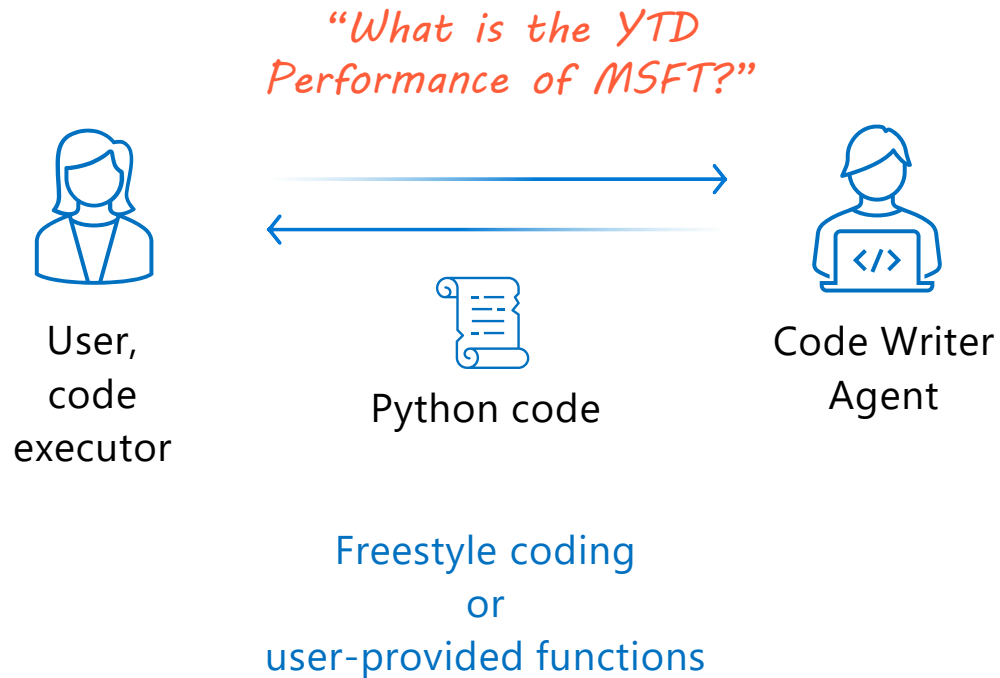 “What is the YTD
Performance of MSFT?”
</>
User,
code
executor
Python code
Code Writer
Agent
Freestyle coding
or
user-provided functions